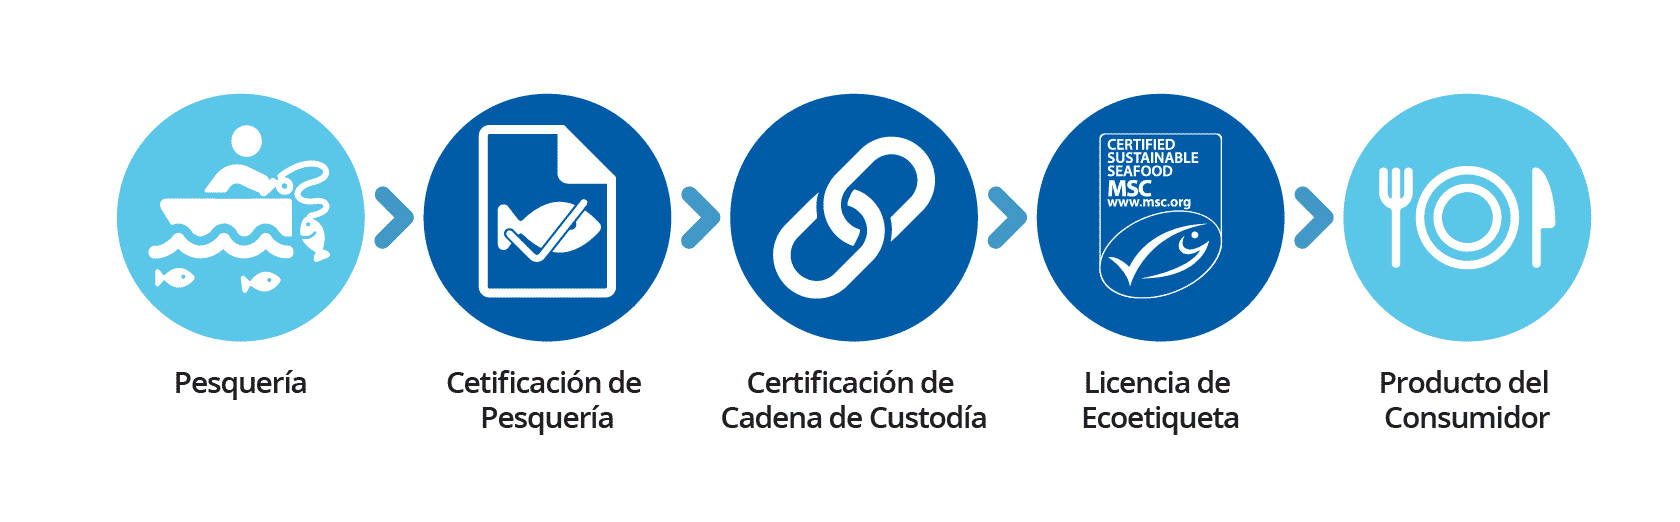 CERTIFIED
SUSTAINABLE
SEAFOOD
MSC
www.msc.org
Pesquería
Cetificación de
Pesquería
Certificación de
Cadena de Custodía
Licencia de
Ecoetiqueta
Producto del
Consumidor